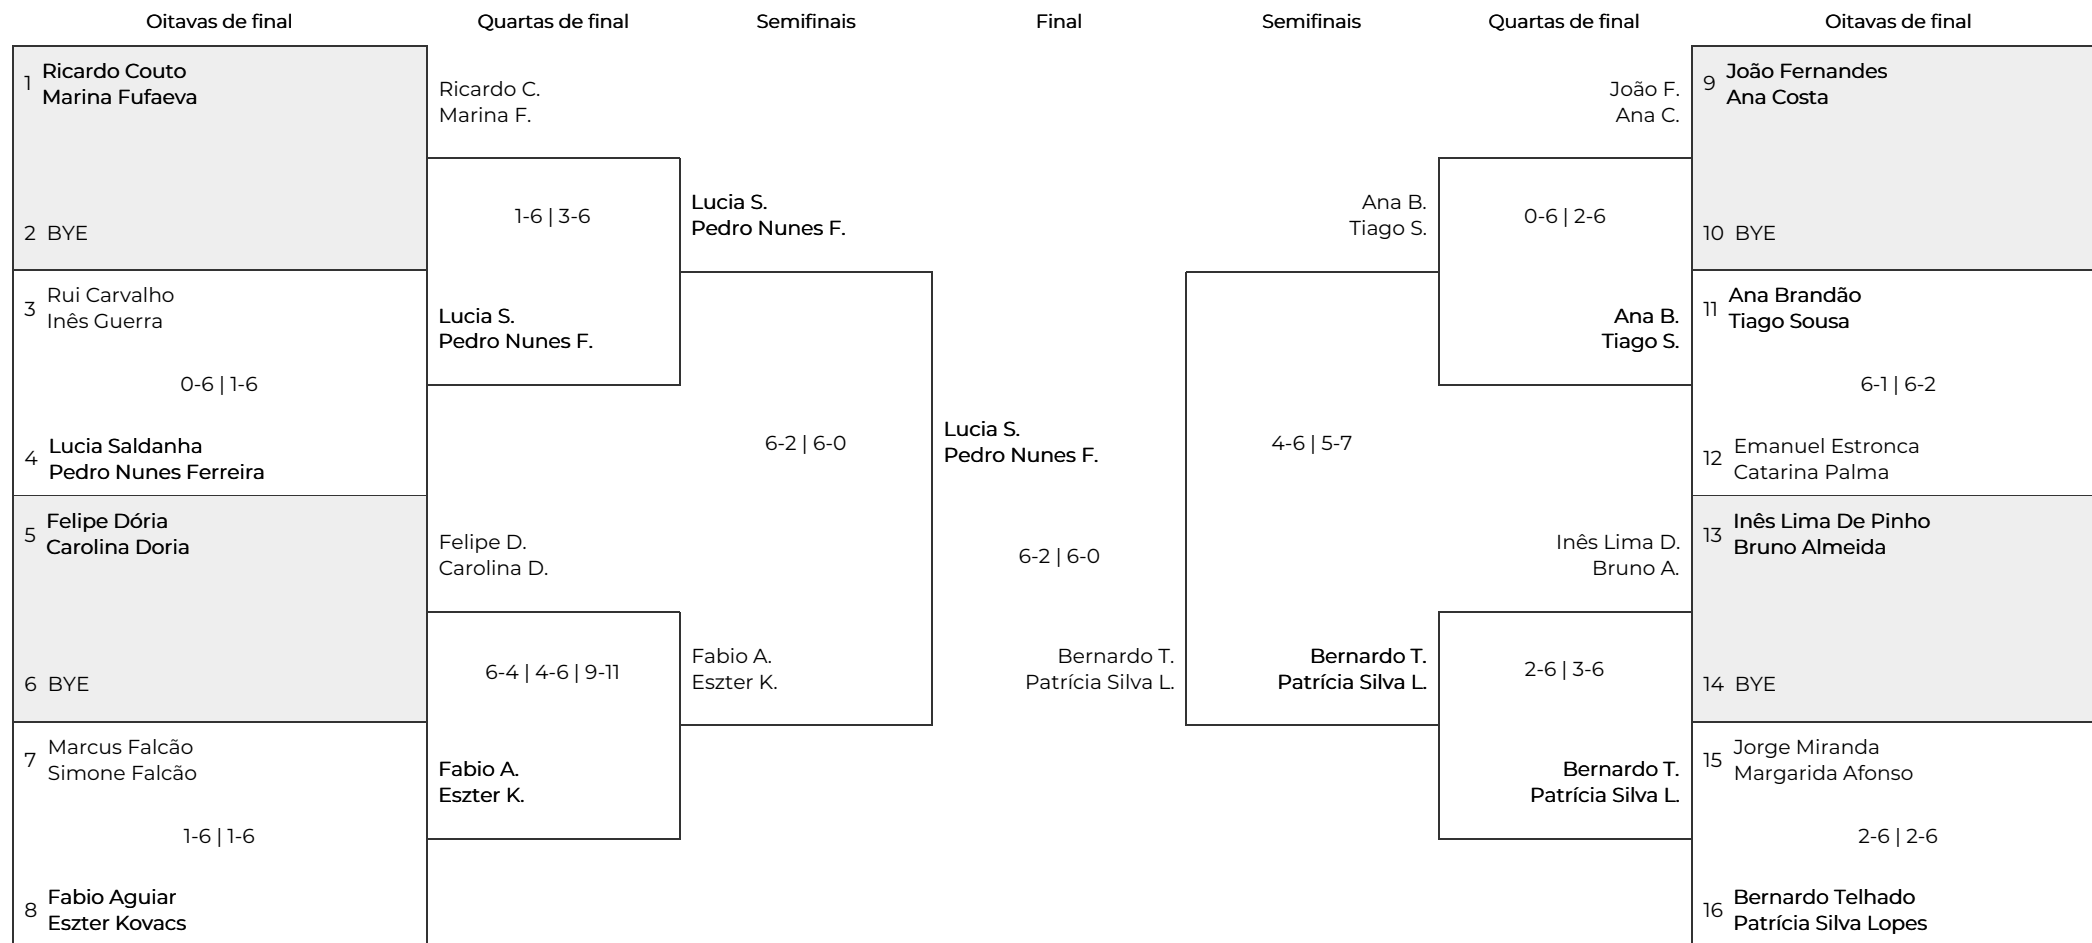 Oitavas de final
Quartas de final
Semifinais
Final
Semifinais
Quartas de final
Oitavas de final
1
Ricardo Couto
Marina Fufaeva
2 BYE
3
Rui Carvalho
Inês Guerra
0-6 | 1-6
4
Lucia Saldanha
Pedro Nunes Ferreira
5
Felipe Dória
Carolina Doria
6 BYE
7
Marcus Falcão
Simone Falcão
1-6 | 1-6
8
Fabio Aguiar
Eszter Kovacs
Ricardo C.
Marina F.
1-6 | 3-6
Lucia S.
Pedro Nunes F.
Felipe D.
Carolina D.
6-4 | 4-6 | 9-11
Fabio A.
Eszter K.
Lucia S.
Pedro Nunes F.
6-2 | 6-0
Fabio A.
Eszter K.
Lucia S.
Pedro Nunes F.
6-2 | 6-0
Bernardo T.
Patrícia Silva L.
Ana B.
Tiago S.
4-6 | 5-7
Bernardo T.
Patrícia Silva L.
João F.
Ana C.
0-6 | 2-6
Ana B.
Tiago S.
Inês Lima D.
Bruno A.
2-6 | 3-6
Bernardo T.
Patrícia Silva L.
9
João Fernandes
Ana Costa
10 BYE
11
Ana Brandão
Tiago Sousa
6-1 | 6-2
12
Emanuel Estronca
Catarina Palma
13
Inês Lima De Pinho
Bruno Almeida
14 BYE
15
Jorge Miranda
Margarida Afonso
2-6 | 2-6
16
Bernardo Telhado
Patrícia Silva Lopes